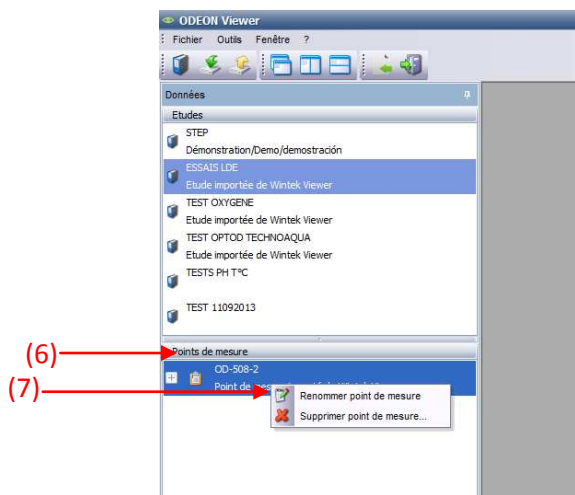 ODEON Viewer
Fichier Outils Fenêtre ?
Données
Etudes
STEP
Démonstration/Demo/demostración
ESSAIS LDE
Etude importée de Wintek Viewer
TEST OXYGENE
Etude importée de Wintek Viewer
TEST OPTOD TECHNOAQUA
Etude importée de Wintek Viewer
TESTS PH T°C
TEST 11092013
(6)
Points de mesure
(7)
OD-508-2
Point de
Renommer point de mesure
Supprimer point de mesure...